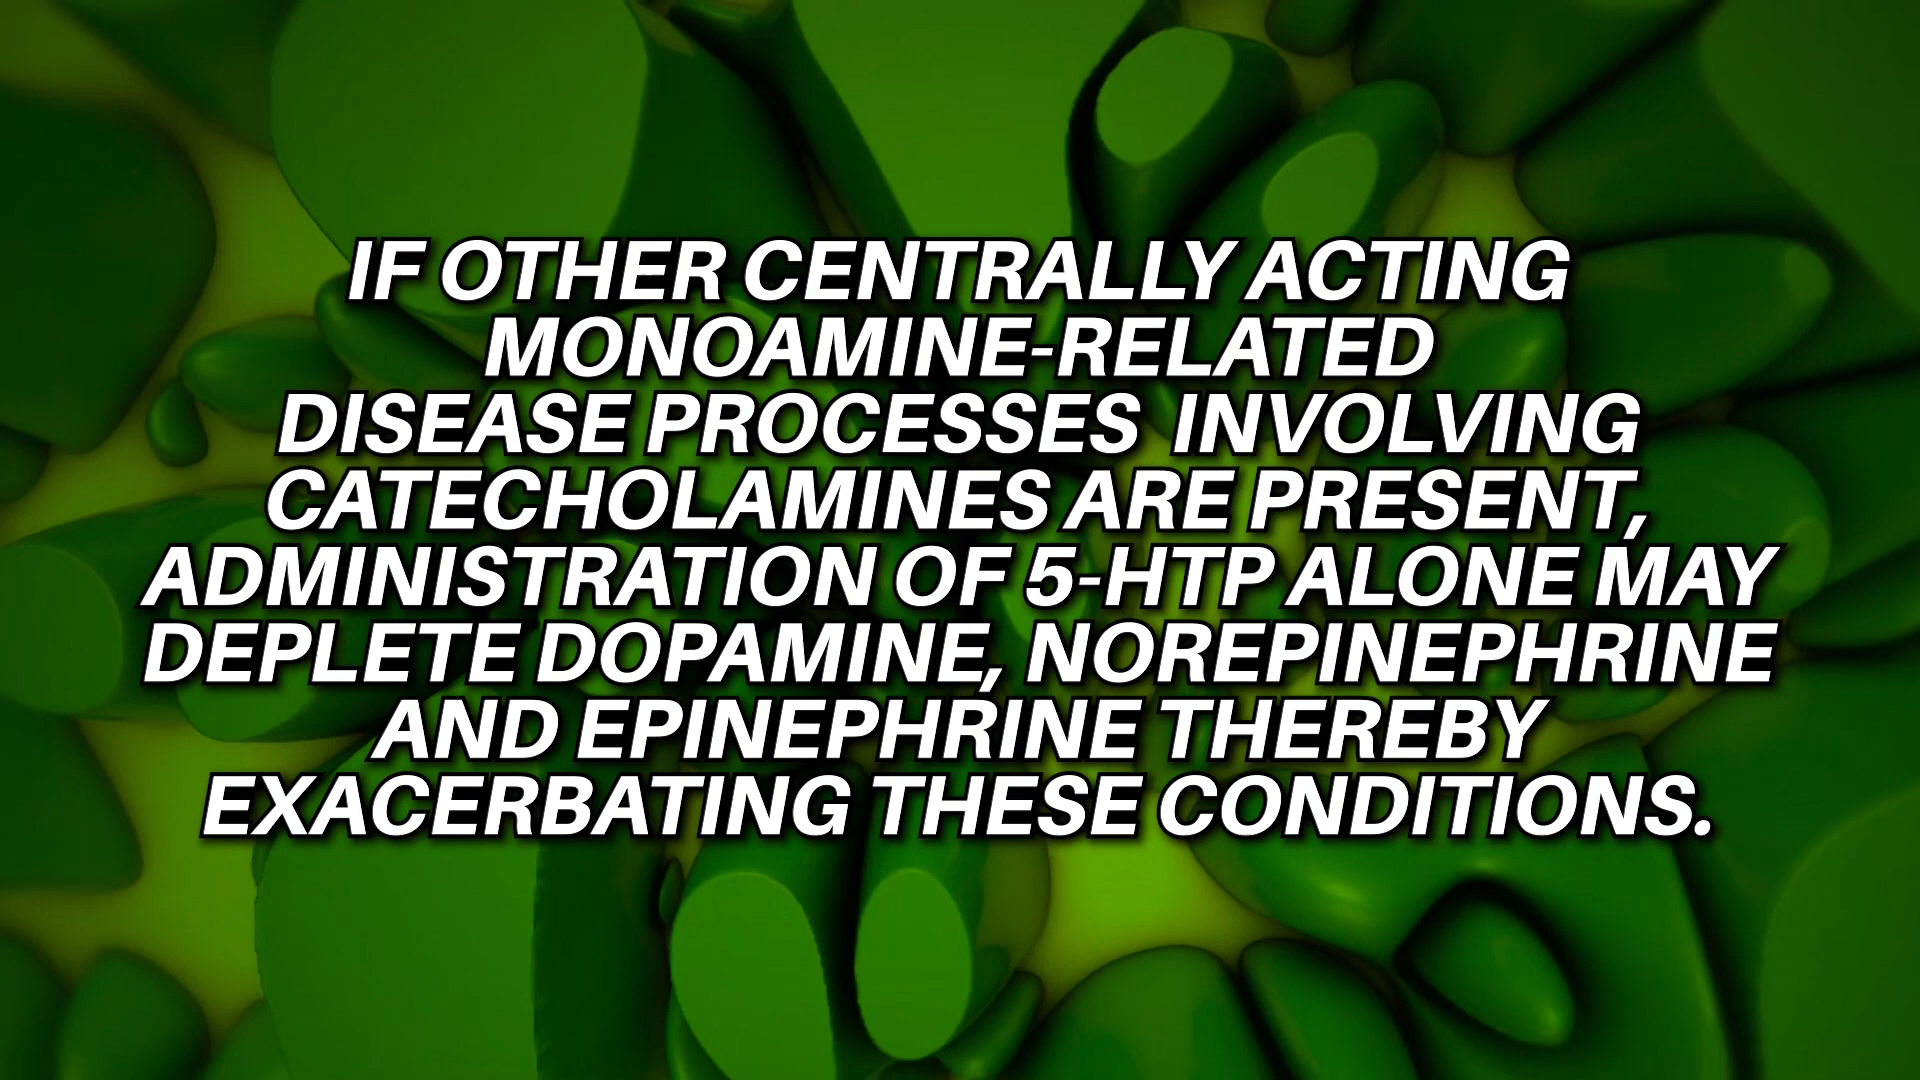 IF OTHER CENTRALLY ACTING
MONOAMINE-RELATED
DISEASE PROCESSES INVOLVING
CATECHOLAMINES ARE PRESENT,
ADMINISTRATION OF 5-HTP ALONE MAY
DEPLETE DOPAMINE, NOREPINEPHRINE
AND EPINEPHRINE THEREBY
EXACERBATING THESE CONDITIONS.